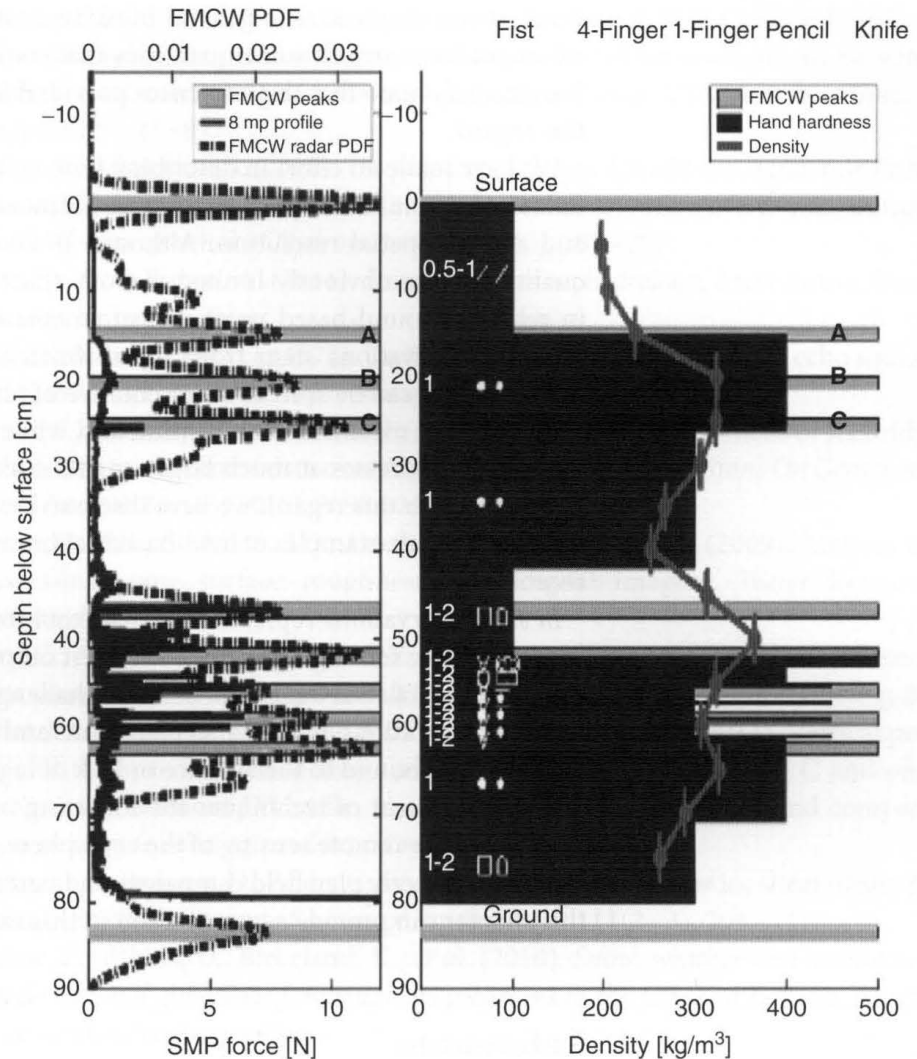 FMCW PDF
0 0.01 0.02 0.03
Fist 4-Finger 1-Finger Pencil Knife
FMCW peaks
8 mp profile
FMCW radar PDF
FMCW peaks
Hand hardness
Density
Depth below surface [cm]
−10
0
10
20
30
40
40
60
70
80
90
A
B
C
0 5 10
SMP force [N]
−10
0
10
20
30
40
50
60
70
80
90
Surface
0.5-1
A
1
B
C
1
1-2
1-2
1
1-2
Ground
0 100 200 300 400 500
Density [kg/m³]